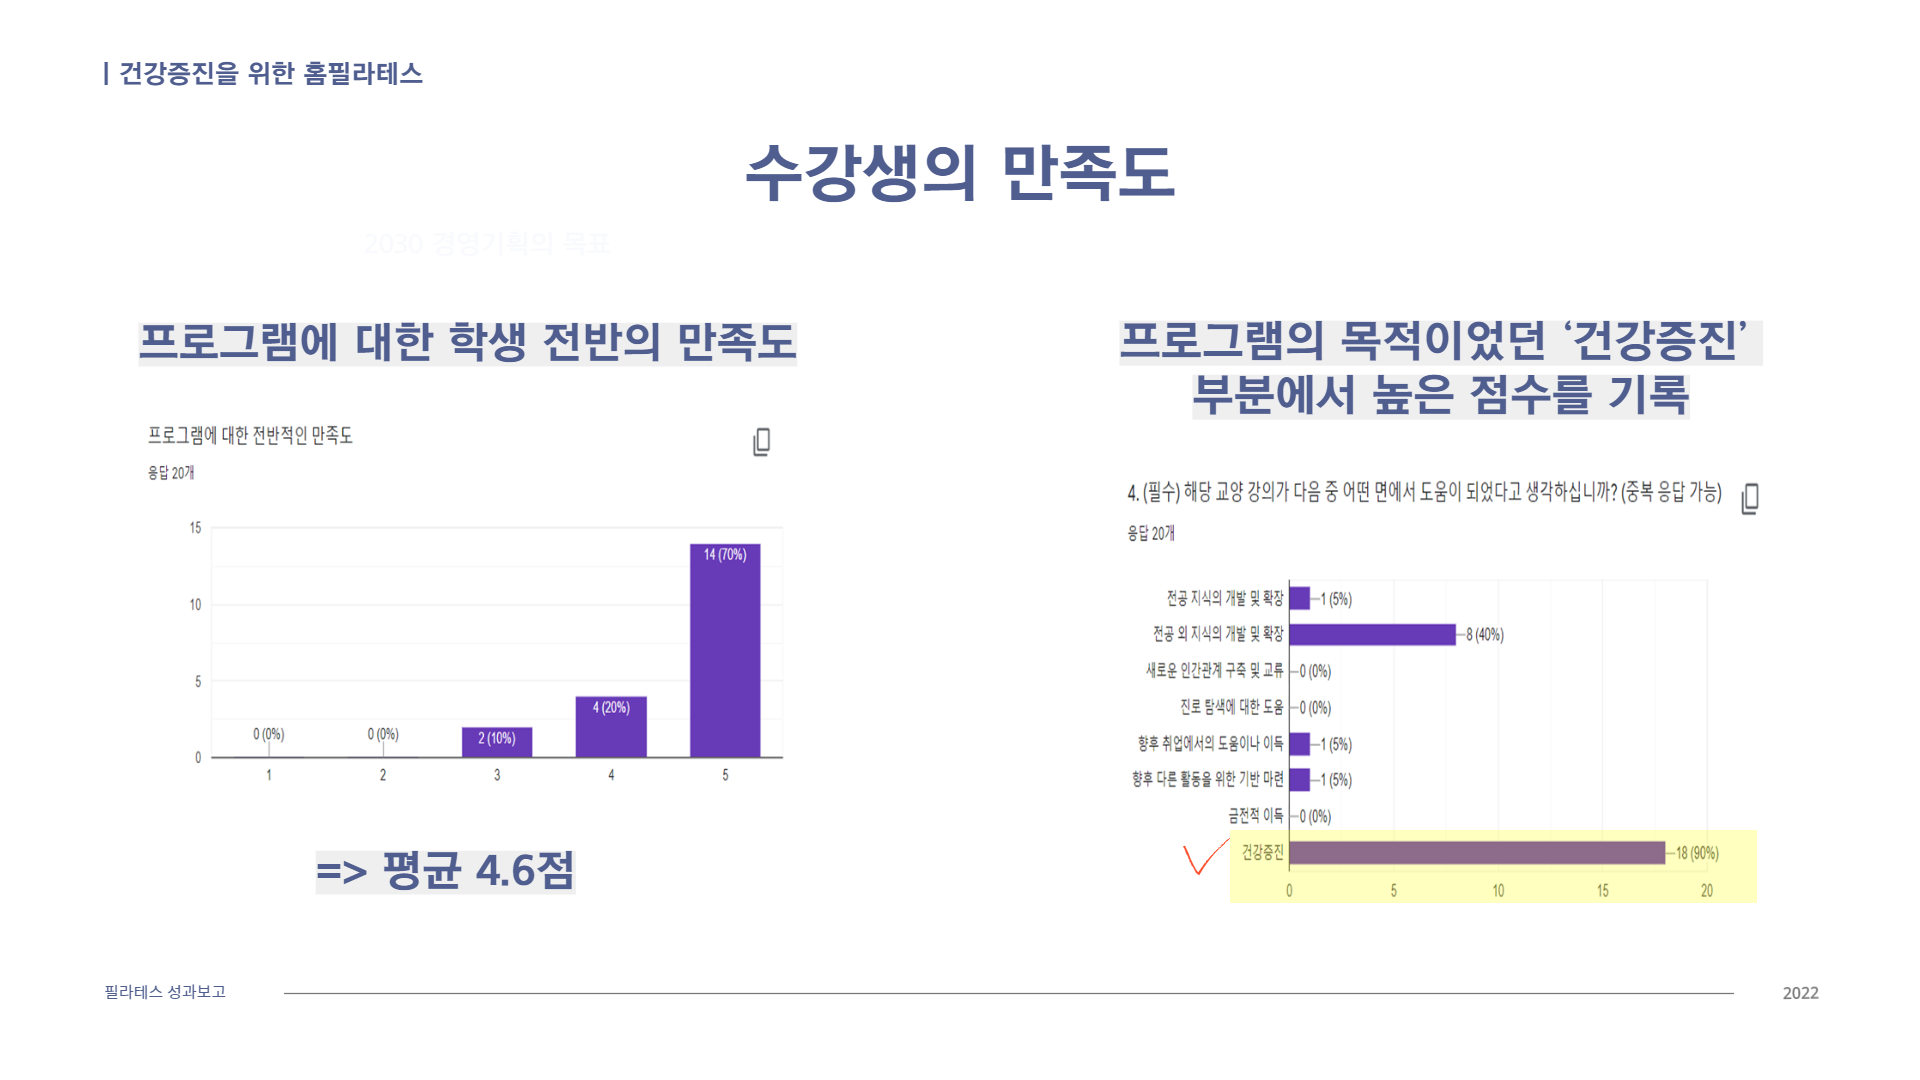 | 건강증진을 위한 홈필라테스
수강생의 만족도
2030 경영기획의 목표
프로그램에 대한 학생 전반의 만족도
프로그램에 대한 전반적인 만족도
응답 20개
15
10
5
0
0 (0%)
0 (0%)
2 (10%)
4 (20%)
14 (70%)
1
2
3
4
5
=> 평균 4.6점
프로그램의 목적이었던 ‘건강증진’
부분에서 높은 점수를 기록
4. (필수) 해당 교양 강의가 다음 중 어떤 면에서 도움이 되었다고 생각하십니까? (중복 응답 가능)
응답 20개
전공 지식의 개발 및 확장 1 (5%)
전공 외 지식의 개발 및 확장 8 (40%)
새로운 인간관계 구축 및 교류 0 (0%)
진로 탐색에 대한 도움 0 (0%)
향후 취업에서의 도움이나 이득 1 (5%)
향후 다른 활동을 위한 기반 마련 1 (5%)
금전적 이득 0 (0%)
건강증진 18 (90%)
0 5 10 15 20
필라테스 성과보고
2022